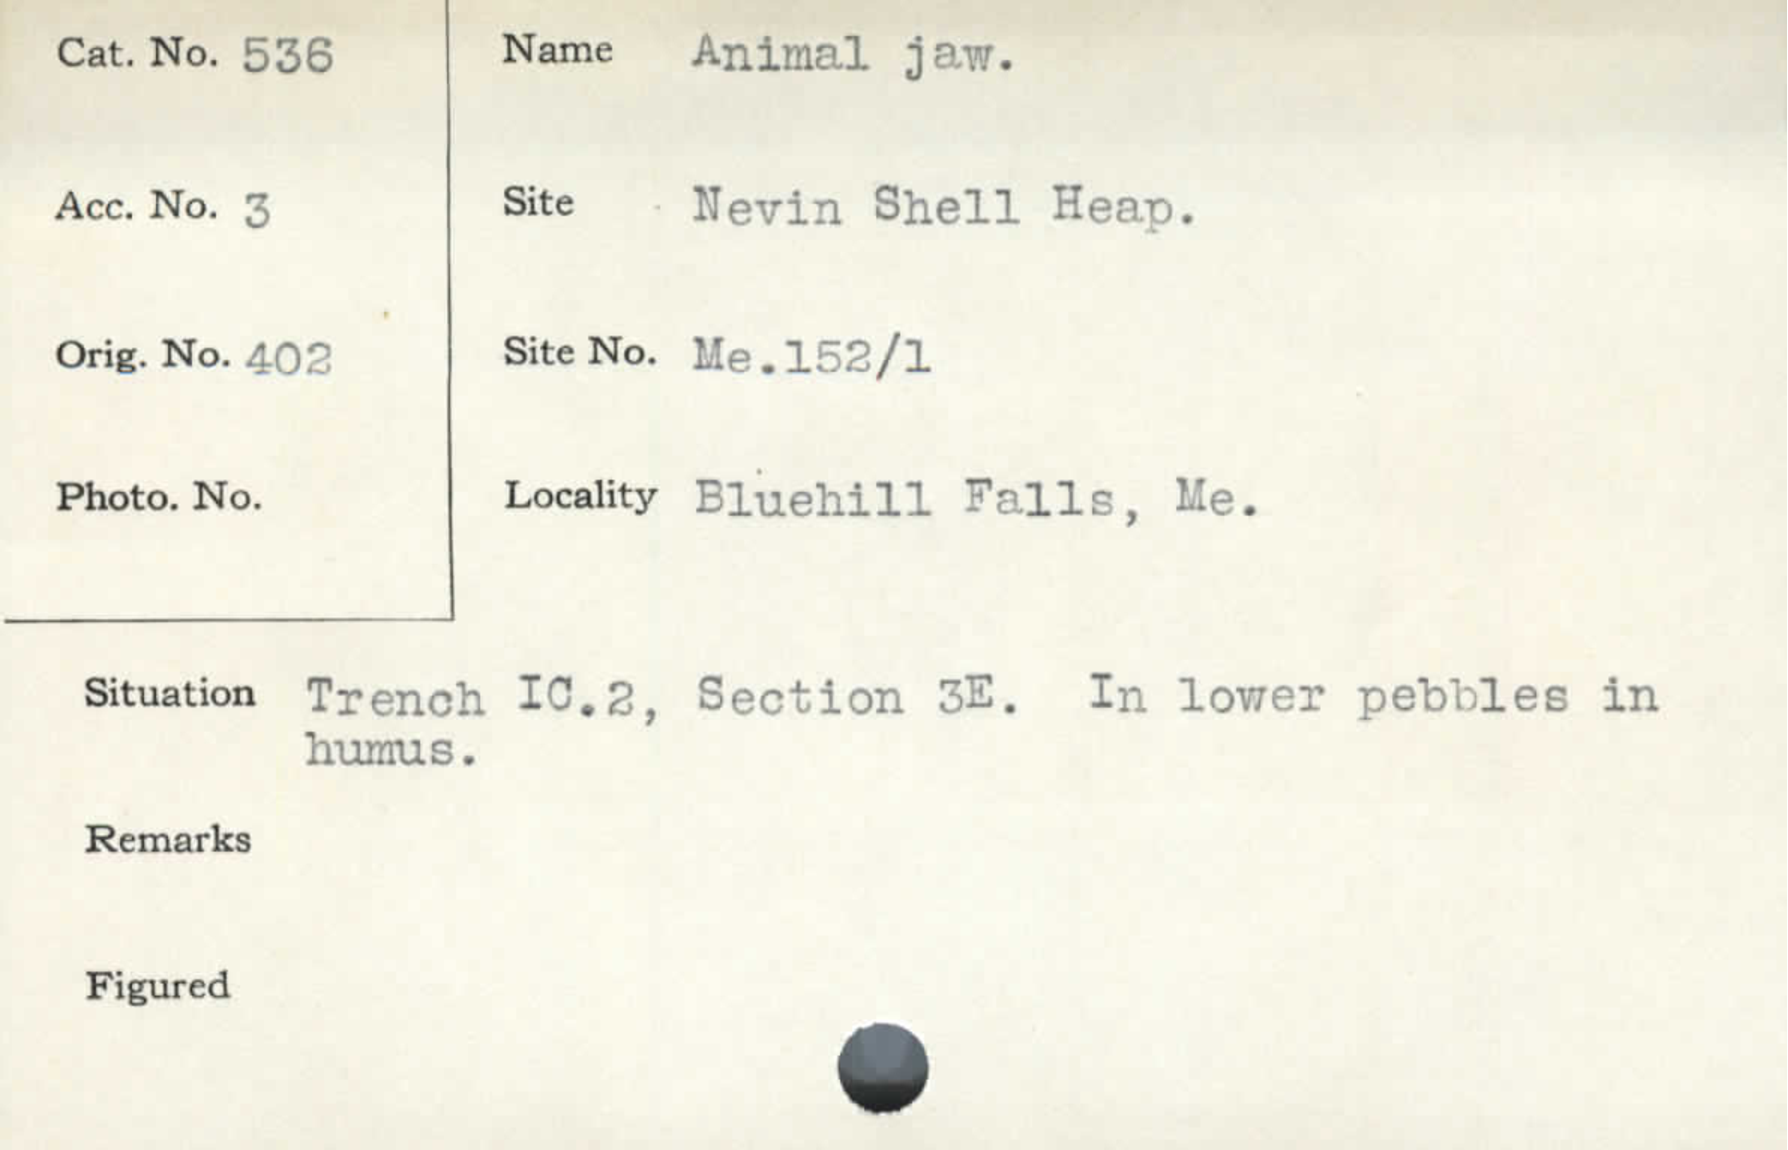 Cat. No. 536
Name Animal jaw.
Acc. No. 3
Site Nevin Shell Heap.
Orig. No. 402
Site No. Me.152/1
Photo. No.
Locality Bluehill Falls, Me.
Situation Trench IC.2, Section 3E. In lower pebbles in
humus.
Remarks
Figured